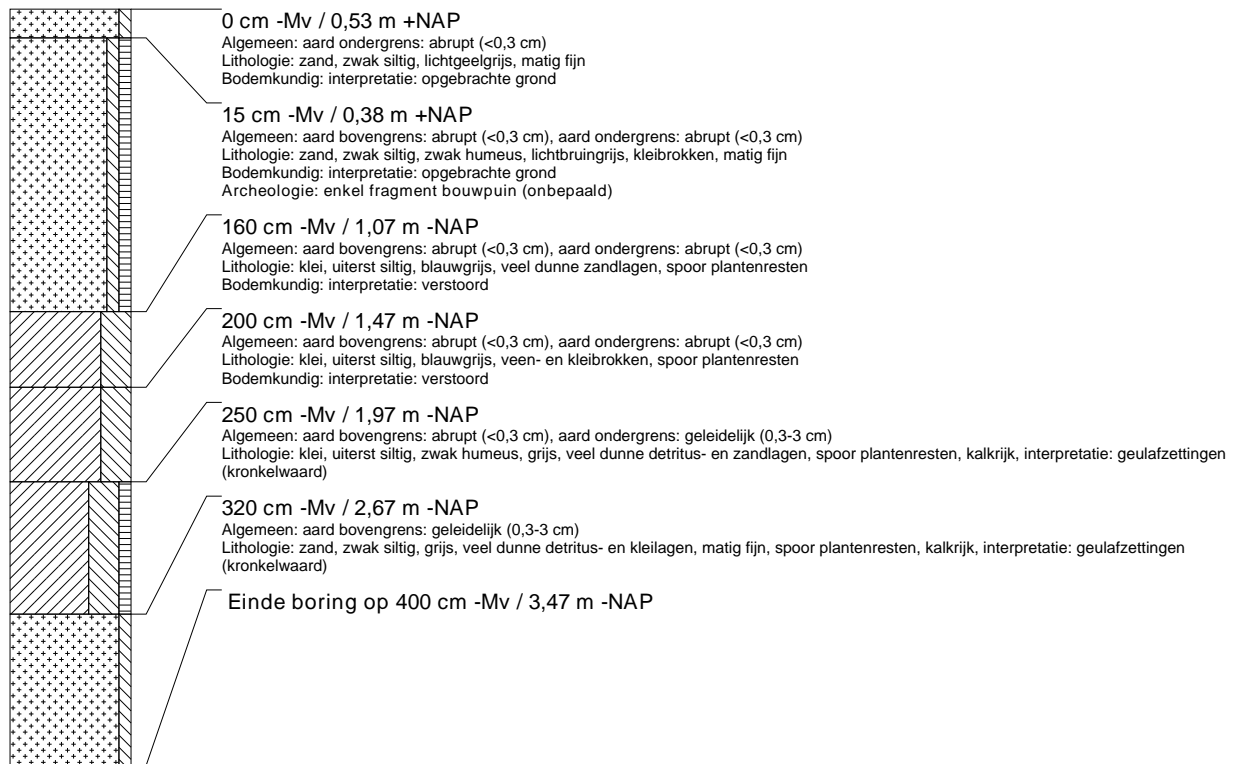 0 cm -Mv / 0,53 m +NAP
Algemeen: aard ondergrens: abrupt (<0,3 cm)
Lithologie: zand, zwak siltig, lichtgeelgrijs, matig fijn
Bodemkundig: interpretatie: opgebrachte grond
15 cm -Mv / 0,38 m +NAP
Algemeen: aard bovengrens: abrupt (<0,3 cm), aard ondergrens: abrupt (<0,3 cm)
Lithologie: zand, zwak siltig, zwak humeus, lichtbruingrijs, kleibrokken, matig fijn
Bodemkundig: interpretatie: opgebrachte grond
Archeologie: enkel fragment bouwpuin (onbepaald)
160 cm -Mv / 1,07 m -NAP
Algemeen: aard bovengrens: abrupt (<0,3 cm), aard ondergrens: abrupt (<0,3 cm)
Lithologie: klei, uiterst siltig, blauwgrijs, veel dunne zandlagen, spoor plantenresten
Bodemkundig: interpretatie: verstoord
200 cm -Mv / 1,47 m -NAP
Algemeen: aard bovengrens: abrupt (<0,3 cm), aard ondergrens: abrupt (<0,3 cm)
Lithologie: klei, uiterst siltig, blauwgrijs, veen- en kleibrokken, spoor plantenresten
Bodemkundig: interpretatie: verstoord
250 cm -Mv / 1,97 m -NAP
Algemeen: aard bovengrens: abrupt (<0,3 cm), aard ondergrens: geleidelijk (0,3-3 cm)
Lithologie: klei, uiterst siltig, zwak humeus, grijs, veel dunne detritus- en zandlagen, spoor plantenresten, kalkrijk, interpretatie: geulafzettingen
(kronkelwaard)
320 cm -Mv / 2,67 m -NAP
Algemeen: aard bovengrens: geleidelijk (0,3-3 cm)
Lithologie: zand, zwak siltig, grijs, veel dunne detritus- en kleilagen, matig fijn, spoor plantenresten, kalkrijk, interpretatie: geulafzettingen
(kronkelwaard)
Einde boring op 400 cm -Mv / 3,47 m -NAP